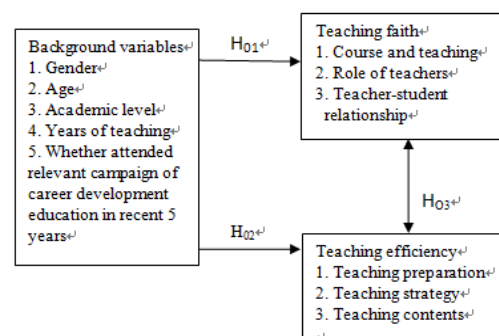 Background variables↵
1. Gender↵
2. Age↵
3. Academic level↵
4. Years of teaching↵
5. Whether attended
relevant campaign of
career development
education in recent 5
years↵
H01↵
H02↵
Teaching faith↵
1. Course and teaching↵
2. Role of teachers↵
3. Teacher-student
relationship↵
HO3↵
Teaching efficiency↵
1. Teaching preparation↵
2. Teaching strategy↵
3. Teaching contents↵
↵